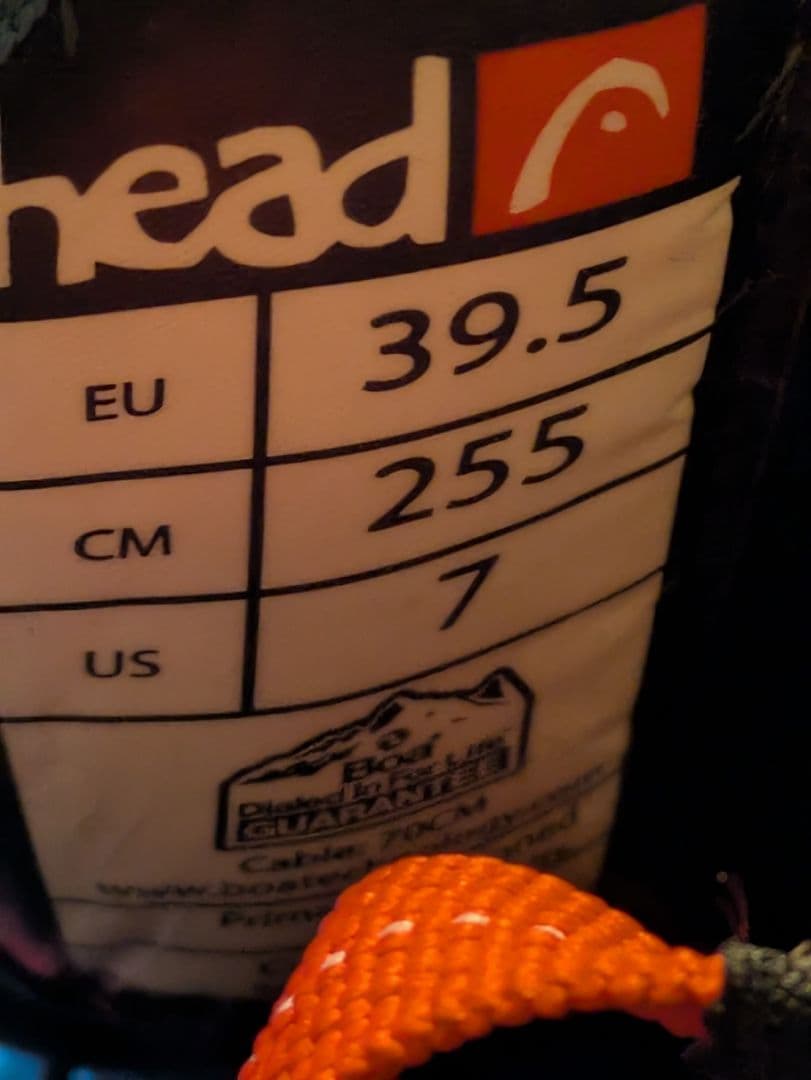 head
EU 39.5
CM 255
US 7
Boa
Dialed In For Life
GUARANTEE
Cable: 70CM